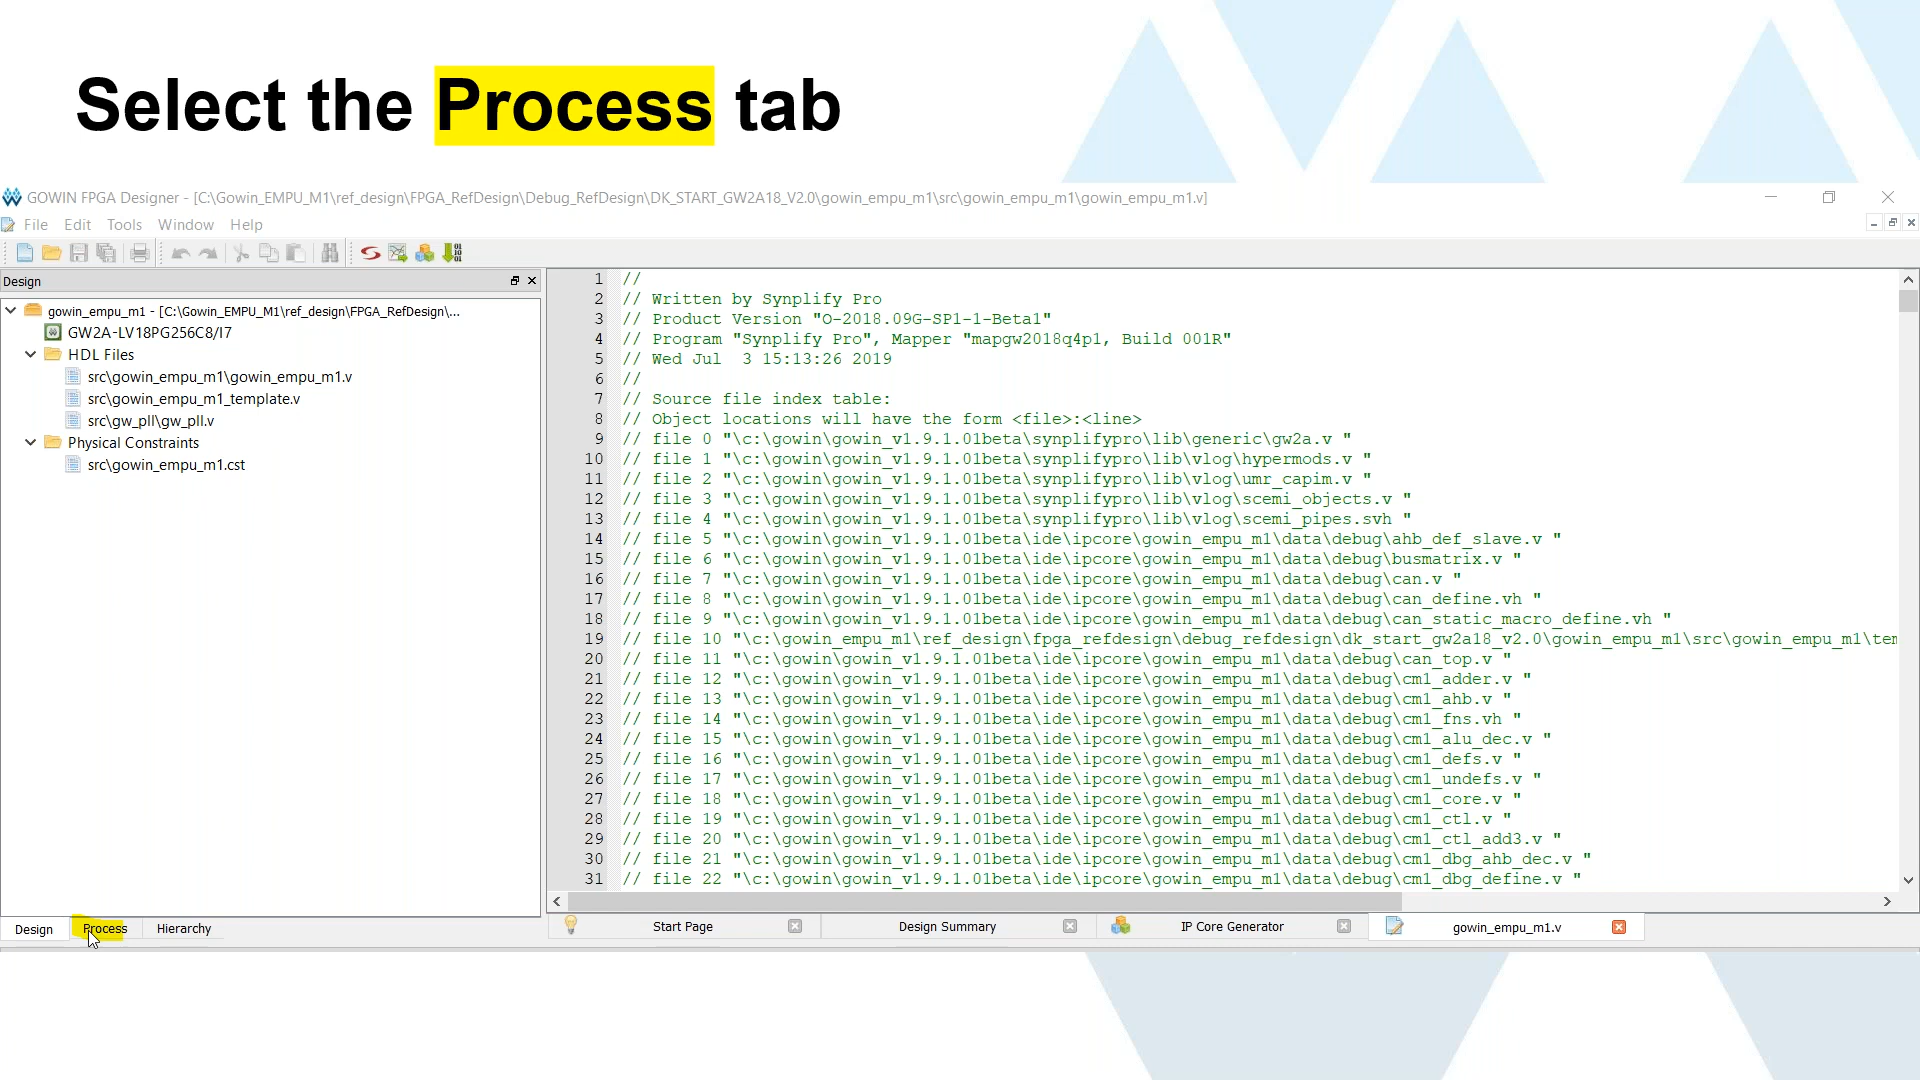 Select the Process tab
GOWIN FPGA Designer - [C:\Gowin_EMPU_M1\ref_design\FPGA_RefDesign\Debug_RefDesign\DK_START_GW2A18_V2.0\gowin_empu_m1\src\gowin_empu_m1\gowin_empu_m1.v]
File Edit Tools Window Help
Design
gowin_empu_m1 - [C:\Gowin_EMPU_M1\ref_design\FPGA_RefDesign\...
GW2A-LV18PG256C8/I7
HDL Files
src\gowin_empu_m1\gowin_empu_m1.v
src\gowin_empu_m1_template.v
src\gw_pll\gw_pll.v
Physical Constraints
src\gowin_empu_m1.cst
1 //
2 // Written by Synplify Pro
3 // Product Version "O-2018.09G-SP1-1-Beta1"
4 // Program "Synplify Pro", Mapper "mapgw2018q4p1, Build 001R"
5 // Wed Jul  3 15:13:26 2019
6 //
7 // Source file index table:
8 // Object locations will have the form <file>:<line>
9 // file 0 "\c:\gowin\gowin_v1.9.1.01beta\synplifypro\lib\generic\gw2a.v "
10 // file 1 "\c:\gowin\gowin_v1.9.1.01beta\synplifypro\lib\vlog\hypermods.v "
11 // file 2 "\c:\gowin\gowin_v1.9.1.01beta\synplifypro\lib\vlog\umr_capim.v "
12 // file 3 "\c:\gowin\gowin_v1.9.1.01beta\synplifypro\lib\vlog\scemi_objects.v "
13 // file 4 "\c:\gowin\gowin_v1.9.1.01beta\synplifypro\lib\vlog\scemi_pipes.svh "
14 // file 5 "\c:\gowin\gowin_v1.9.1.01beta\ide\ipcore\gowin_empu_m1\data\debug\ahb_def_slave.v "
15 // file 6 "\c:\gowin\gowin_v1.9.1.01beta\ide\ipcore\gowin_empu_m1\data\debug\busmatrix.v "
16 // file 7 "\c:\gowin\gowin_v1.9.1.01beta\ide\ipcore\gowin_empu_m1\data\debug\can.v "
17 // file 8 "\c:\gowin\gowin_v1.9.1.01beta\ide\ipcore\gowin_empu_m1\data\debug\can_define.vh "
18 // file 9 "\c:\gowin\gowin_v1.9.1.01beta\ide\ipcore\gowin_empu_m1\data\debug\can_static_macro_define.vh "
19 // file 10 "\c:\gowin_empu_m1\ref_design\fpga_refdesign\debug_refdesign\dk_start_gw2a18_v2.0\gowin_empu_m1\src\gowin_empu_m1\tem
20 // file 11 "\c:\gowin\gowin_v1.9.1.01beta\ide\ipcore\gowin_empu_m1\data\debug\can_top.v "
21 // file 12 "\c:\gowin\gowin_v1.9.1.01beta\ide\ipcore\gowin_empu_m1\data\debug\cm1_adder.v "
22 // file 13 "\c:\gowin\gowin_v1.9.1.01beta\ide\ipcore\gowin_empu_m1\data\debug\cm1_ahb.v "
23 // file 14 "\c:\gowin\gowin_v1.9.1.01beta\ide\ipcore\gowin_empu_m1\data\debug\cm1_fns.vh "
24 // file 15 "\c:\gowin\gowin_v1.9.1.01beta\ide\ipcore\gowin_empu_m1\data\debug\cm1_alu_dec.v "
25 // file 16 "\c:\gowin\gowin_v1.9.1.01beta\ide\ipcore\gowin_empu_m1\data\debug\cm1_defs.v "
26 // file 17 "\c:\gowin\gowin_v1.9.1.01beta\ide\ipcore\gowin_empu_m1\data\debug\cm1_undefs.v "
27 // file 18 "\c:\gowin\gowin_v1.9.1.01beta\ide\ipcore\gowin_empu_m1\data\debug\cm1_core.v "
28 // file 19 "\c:\gowin\gowin_v1.9.1.01beta\ide\ipcore\gowin_empu_m1\data\debug\cm1_ctl.v "
29 // file 20 "\c:\gowin\gowin_v1.9.1.01beta\ide\ipcore\gowin_empu_m1\data\debug\cm1_ctl_add3.v "
30 // file 21 "\c:\gowin\gowin_v1.9.1.01beta\ide\ipcore\gowin_empu_m1\data\debug\cm1_dbg_ahb_dec.v "
31 // file 22 "\c:\gowin\gowin_v1.9.1.01beta\ide\ipcore\gowin_empu_m1\data\debug\cm1_dbg_define.v "
Design Process Hierarchy
Start Page Design Summary IP Core Generator gowin_empu_m1.v